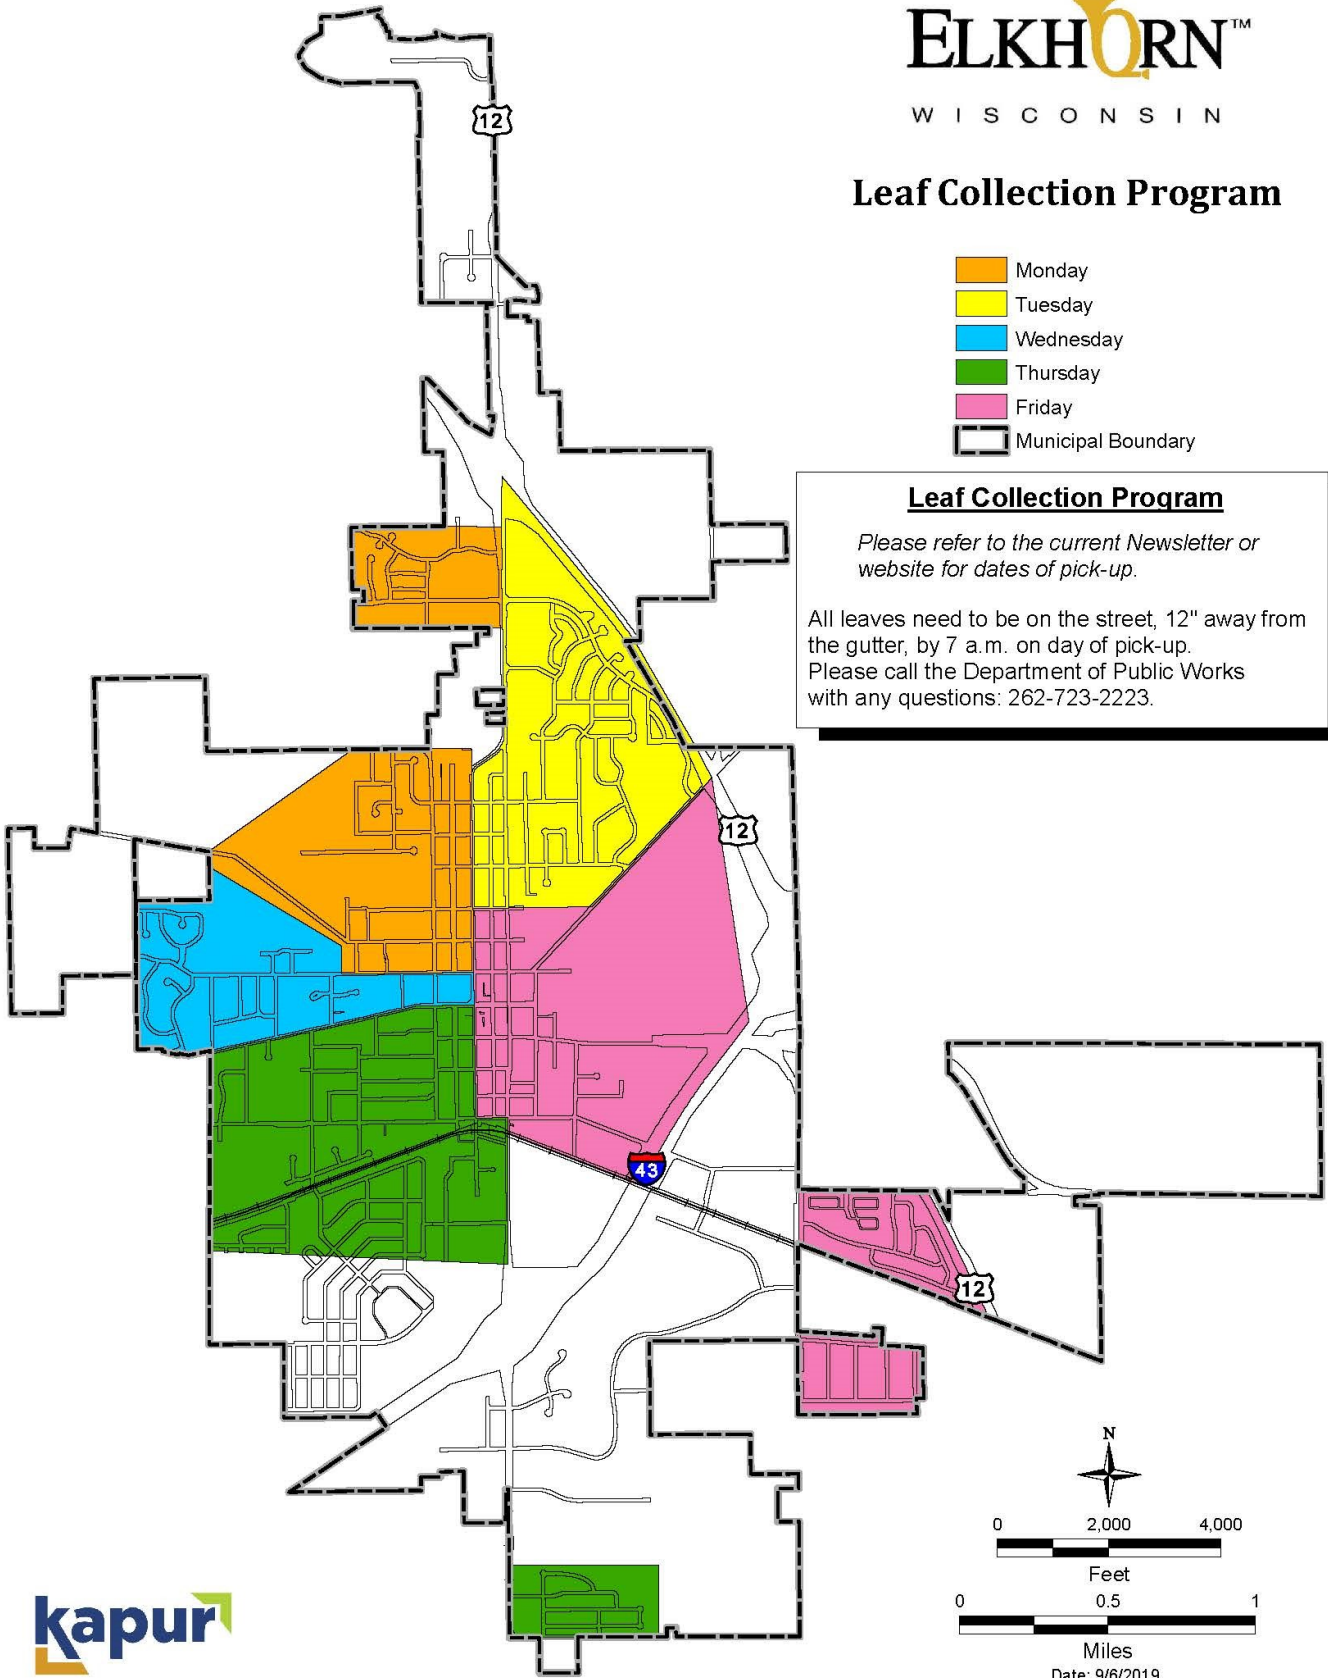 ELKHORN™
WISCONSIN
Leaf Collection Program
Monday
Tuesday
Wednesday
Thursday
Friday
Municipal Boundary
Leaf Collection Program
Please refer to the current Newsletter or
website for dates of pick-up.
All leaves need to be on the street, 12" away from
the gutter, by 7 a.m. on day of pick-up.
Please call the Department of Public Works
with any questions: 262-723-2223.
12
12
43
12
N
0 2,000 4,000
Feet
0 0.5 1
Miles
Date: 9/6/2019
kapur